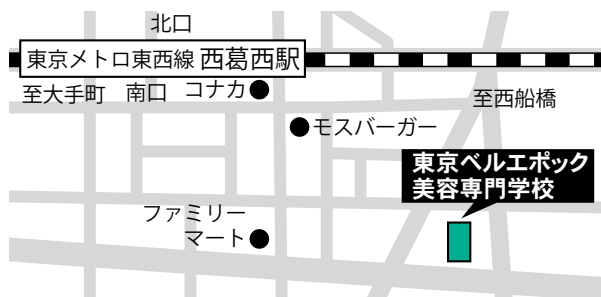 北口
東京メトロ東西線 西葛西駅
至大手町 南口 コナカ
至西船橋
モスバーガー
東京ベルエポック
美容専門学校
ファミリー
マート